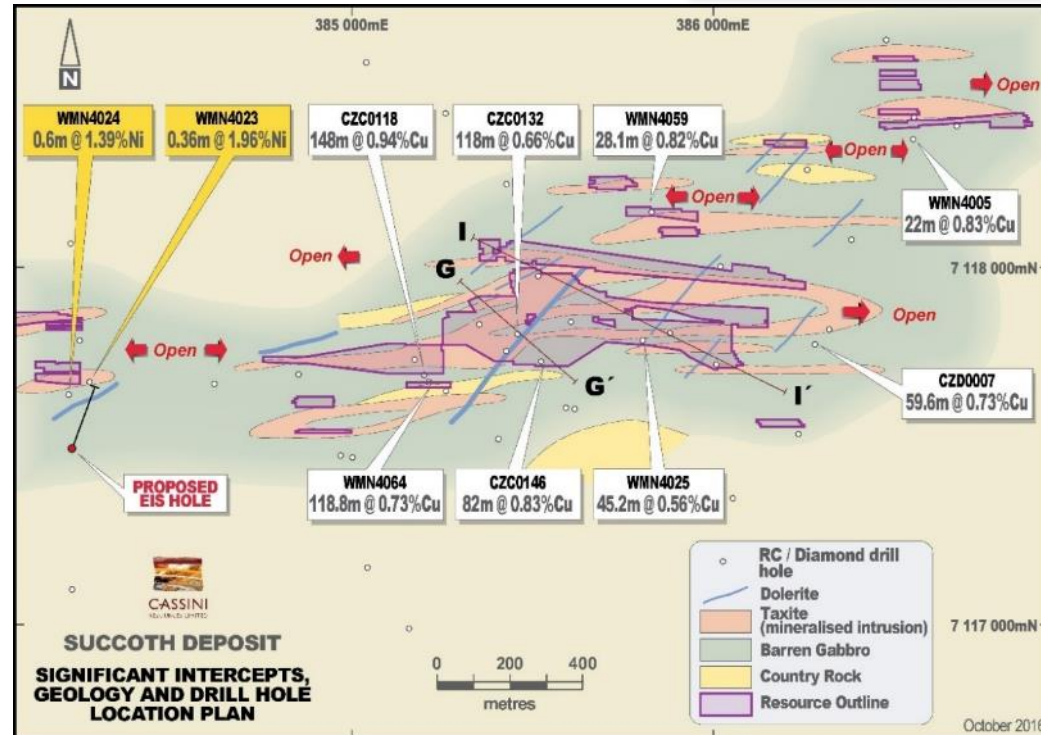 385 000mE
386 000mE
N
WMN4024
0.6m @ 1.39%Ni
WMN4023
0.36m @ 1.96%Ni
CZC0118
148m @ 0.94%Cu
CZC0132
118m @ 0.66%Cu
WMN4059
28.1m @ 0.82%Cu
Open
Open
Open
WMN4005
22m @ 0.83%Cu
I
Open
G
7 118 000mN
Open
Open
G´
I´
CZD0007
59.6m @ 0.73%Cu
PROPOSED
EIS HOLE
WMN4064
118.8m @ 0.73%Cu
CZC0146
82m @ 0.83%Cu
WMN4025
45.2m @ 0.56%Cu
CASSINI
RESOURCES LIMITED
SUCCOTH DEPOSIT
SIGNIFICANT INTERCEPTS,
GEOLOGY AND DRILL HOLE
LOCATION PLAN
0 200 400
metres
RC / Diamond drill
hole
Dolerite
Taxite
(mineralised intrusion)
Barren Gabbro
Country Rock
Resource Outline
7 117 000mN
October 2016